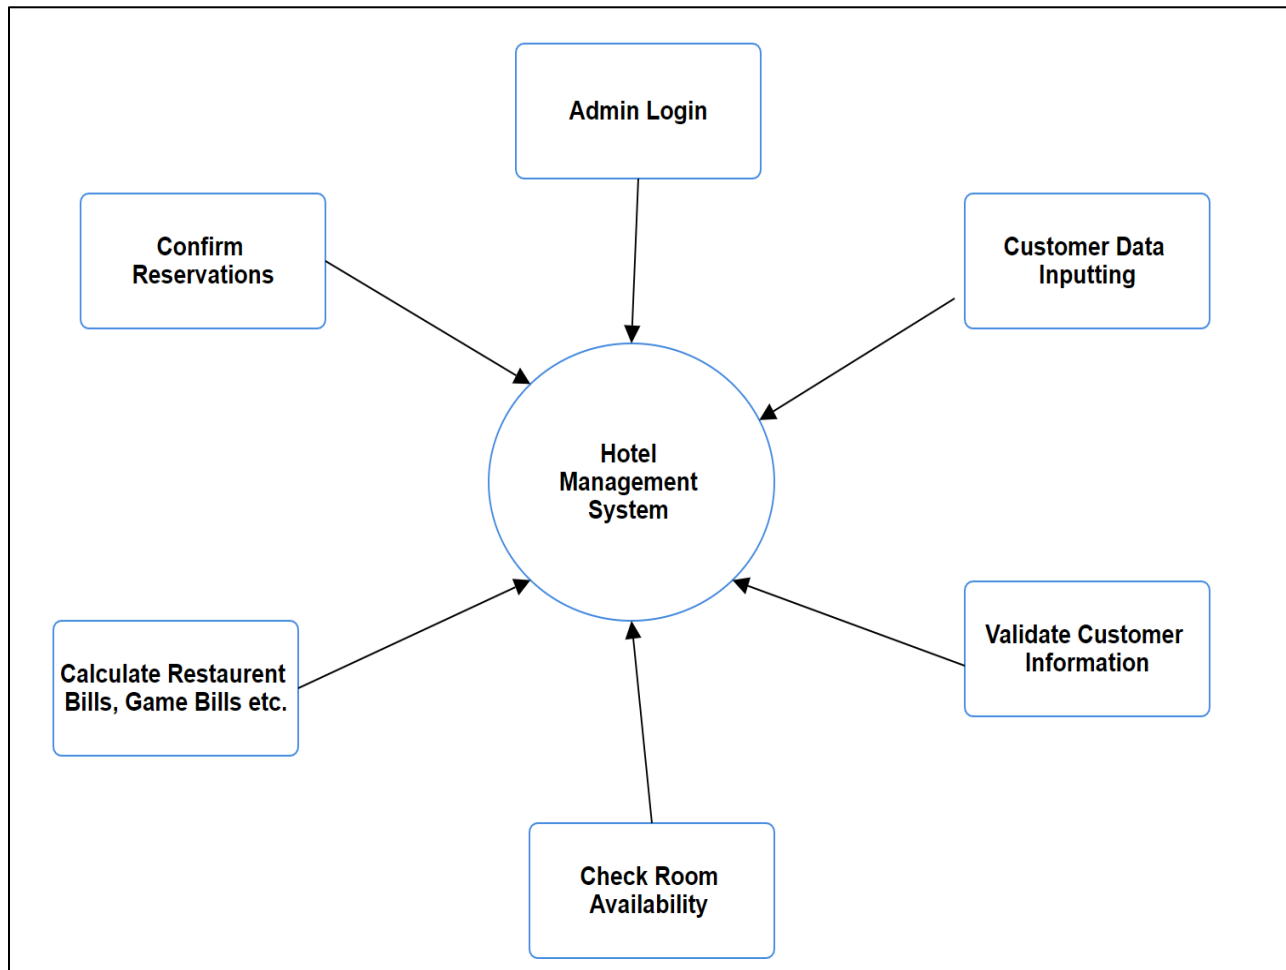 Admin Login
Confirm
Reservations
Customer Data
Inputting
Hotel
Management
System
Calculate Restaurent
Bills, Game Bills etc.
Validate Customer
Information
Check Room
Availability